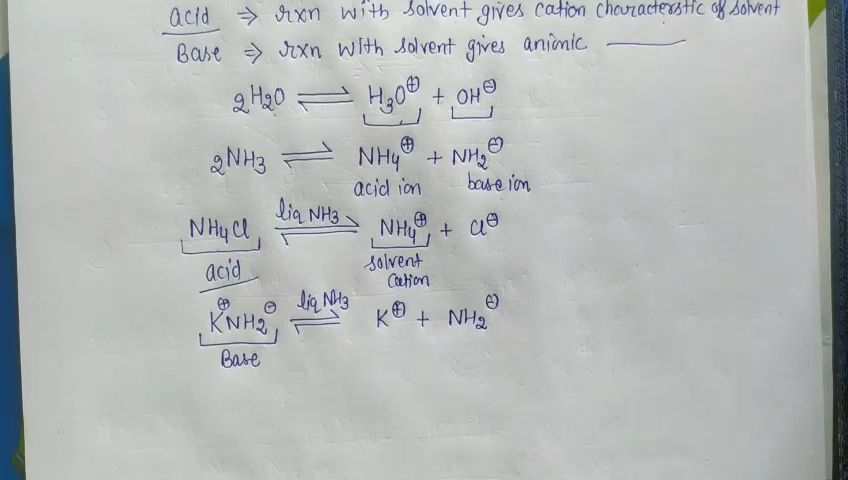 acid ⇒ rxn with solvent gives cation characterstic of solvent
Base ⇒ rxn with solvent gives anionic ———
2H2O ⇌ H3O⊕ + OH⊖
2NH3 ⇌ NH4⊕ + NH2⊖
acid ion base ion
NH4Cl ⇌ liq NH3 NH4⊕ + Cl⊖
acid solvent cation
K⊕NH2⊖ ⇌ liq NH3 K⊕ + NH2⊖
Base